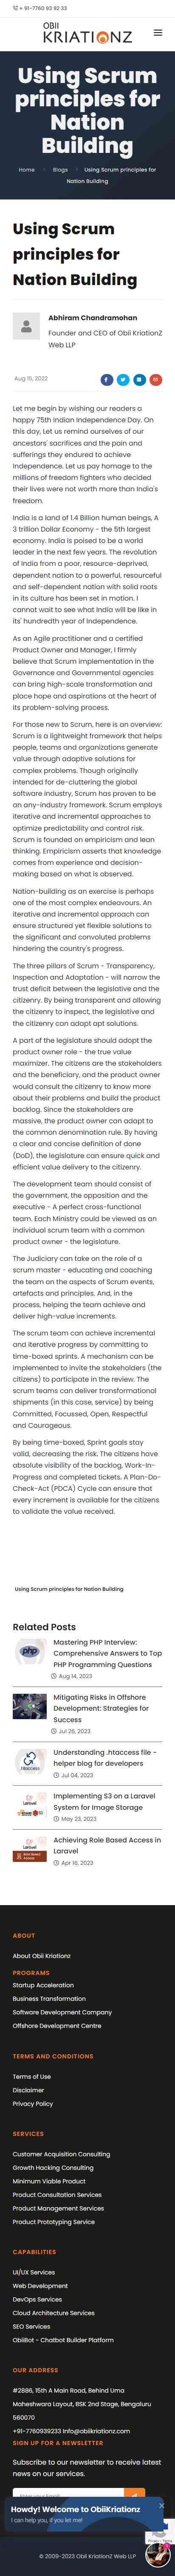 + 91-7760 93 92 33
OBII
KRIATIONZ
Using Scrum
principles for
Nation
Building
Home
Blogs
Using Scrum principles for
Nation Building
Using Scrum
principles for
Nation Building
Abhiram Chandramohan
Founder and CEO of Obii KriationZ
Web LLP
Aug 15, 2022
Let me begin by wishing our readers a
happy 75th Indian Independence Day. On
this day, Let us remind ourselves of our
ancestors' sacrifices and the pain and
sufferings they endured to achieve
Independence. Let us pay homage to the
millions of freedom fighters who decided
their lives were not worth more than India's
freedom.
India is a land of 1.4 Billion human beings, A
3 trillion Dollar Economy - the 5th largest
economy. India is poised to be a world
leader in the next few years. The revolution
of India from a poor, resource-deprived,
dependent nation to a powerful, resourceful
and self-dependent nation with solid roots
in its culture has been set in motion. I
cannot wait to see what India will be like in
its' hundredth year of Independence.
As an Agile practitioner and a certified
Product Owner and Manager, I firmly
believe that Scrum implementation in the
Governance and Governmental agencies
can bring high-scale transformation and
place hope and aspirations at the heart of
its problem-solving process.
For those new to Scrum, here is an overview:
Scrum is a lightweight framework that helps
people, teams and organizations generate
value through adaptive solutions for
complex problems. Though originally
intended for de-cluttering the global
software industry, Scrum has proven to be
an any-industry framework. Scrum employs
iterative and incremental approaches to
optimize predictability and control risk.
Scrum is founded on empiricism and lean
thinking. Empiricism asserts that knowledge
comes from experience and decision-
making based on what is observed.
Nation-building as an exercise is perhaps
one of the most complex endeavours. An
iterative and incremental approach can
ensure structured yet flexible solutions to
the significant and convoluted problems
hindering the country's progress.
The three pillars of Scrum - Transparency,
Inspection and Adaptation - will narrow the
trust deficit between the legislative and the
citizenry. By being transparent and allowing
the citizenry to inspect, the legislative and
the citizenry can adopt apt solutions.
A part of the legislature should adopt the
product owner role - the true value
maximizer. The citizens are the stakeholders
and the beneficiary, and the product owner
would consult the citizenry to know more
about their problems and build the product
backlog. Since the stakeholders are
massive, the product owner can adapt to
the common denomination rule. By having
a clear and concise definition of done
(DoD), the legislature can ensure quick and
efficient value delivery to the citizenry.
The development team should consist of
the government, the opposition and the
executive - A perfect cross-functional
team. Each Ministry could be viewed as an
individual scrum team with a common
product owner - the legislature.
The Judiciary can take on the role of a
scrum master - educating and coaching
the team on the aspects of Scrum events,
artefacts and principles. And, in the
process, helping the team achieve and
deliver high-value increments.
The scrum team can achieve incremental
and iterative progress by committing to
time-boxed sprints. A mechanism can be
implemented to invite the stakeholders (the
citizens) to participate in the review. The
scrum team can deliver transformational
shipments (in this case, service) by being
Committed, Focussed, Open, Respectful
and Courageous.
By being time-boxed, Sprint goals stay
valid, decreasing the risk. The citizens have
absolute visibility of the backlog, Work-In-
Progress and completed tickets. A Plan-Do-
Check-Act (PDCA) Cycle can ensure that
every increment is available for the citizens
to validate the value received.
Using Scrum principles for Nation Building
Related Posts
php
Mastering PHP Interview:
Comprehensive Answers to Top
PHP Programming Questions
Aug 14, 2023
Mitigating Risks in Offshore
Development: Strategies for
Success
Jul 26, 2023
htaccess
Understanding .htaccess file -
helper blog for developers
Jul 04, 2023
Laravel
Implementing S3 on a Laravel
System for Image Storage
May 23, 2023
Laravel
Achieving Role Based Access in
Laravel
Apr 16, 2023
ABOUT
About Obii Kriationz
PROGRAMS
Startup Acceleration
Business Transformation
Software Development Company
Offshore Development Centre
TERMS AND CONDITIONS
Terms of Use
Disclaimer
Privacy Policy
SERVICES
Customer Acquisition Consulting
Growth Hacking Consulting
Minimum Viable Product
Product Consultation Services
Product Management Services
Product Prototyping Service
CAPABILITIES
UI/UX Services
Web Development
DevOps Services
Cloud Architecture Services
SEO Services
ObiiBot - Chatbot Builder Platform
OUR ADDRESS
#2886, 15th A Main Road, Behind Uma
Maheshwara Layout, BSK 2nd Stage, Bengaluru
560070
+91-7760939233 Info@obiikriationz.com
SIGN UP FOR A NEWSLETTER
Subscribe to our newsletter to receive latest
news on our services.
Howdy! Welcome to ObiiKriationz
I can help you, if you let me!
© 2009-2023 Obii KriationZ Web LLP